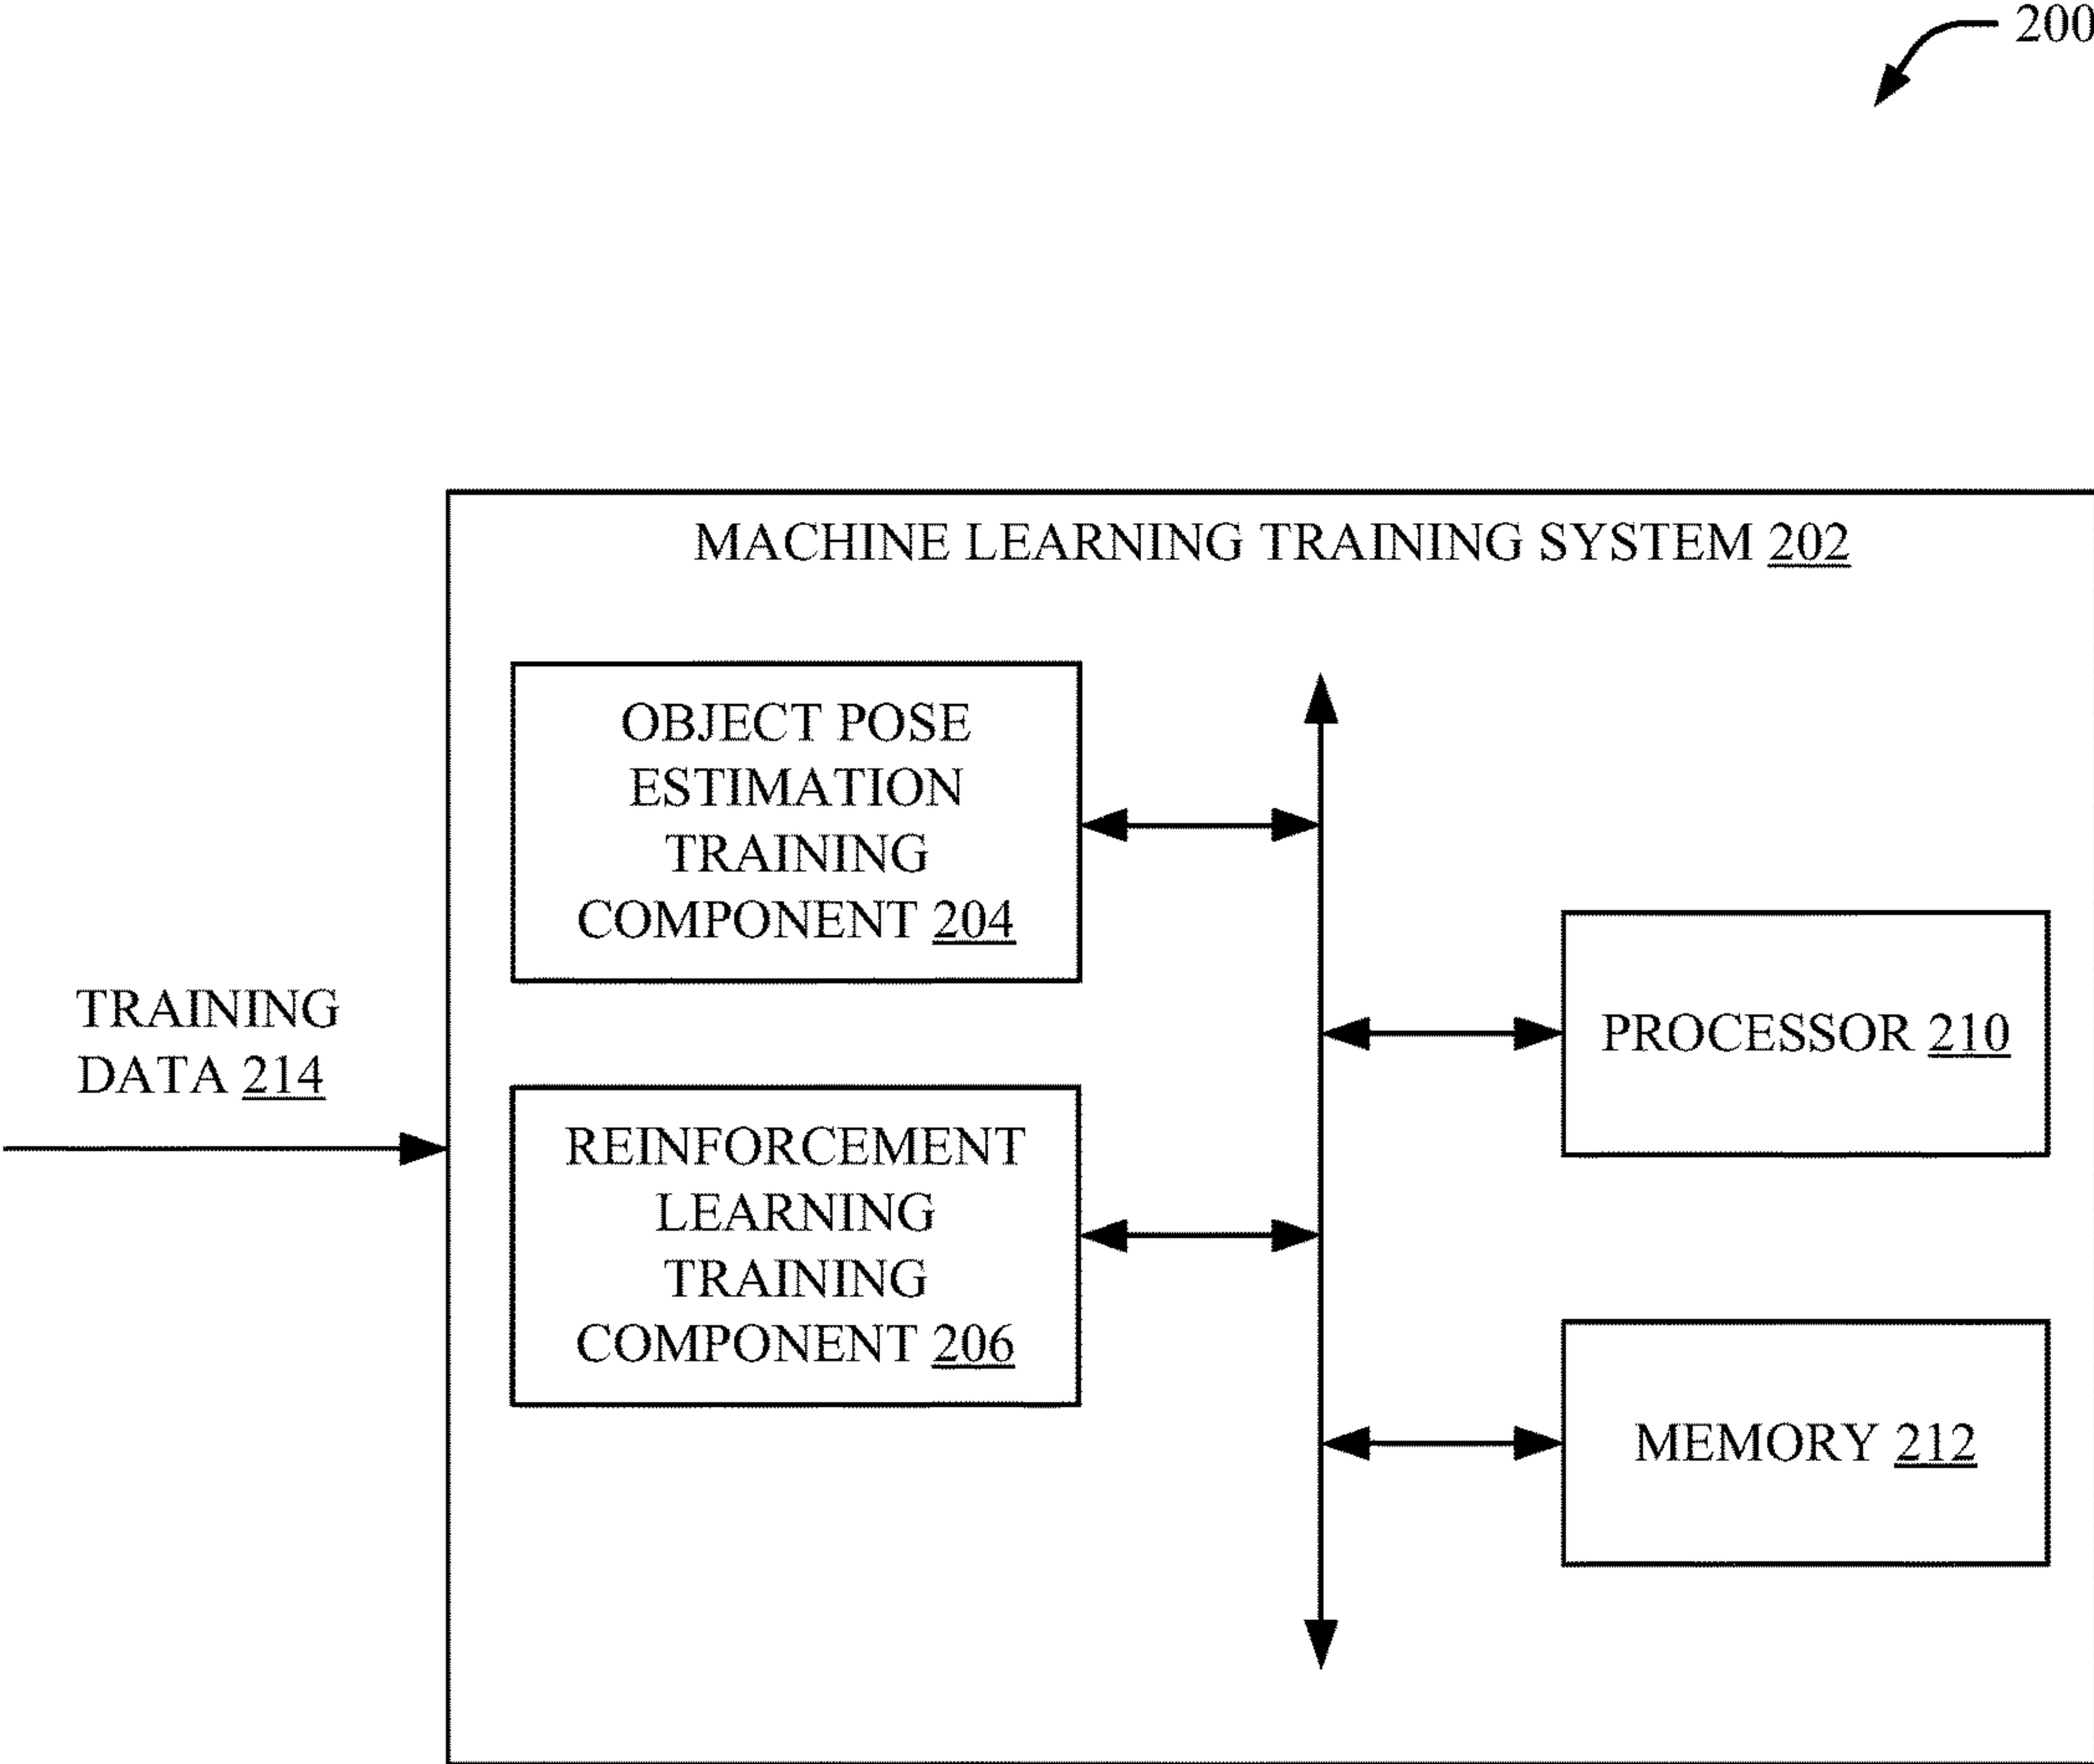 200
MACHINE LEARNING TRAINING SYSTEM 202
OBJECT POSE
ESTIMATION
TRAINING
COMPONENT 204
TRAINING
DATA 214
PROCESSOR 210
REINFORCEMENT
LEARNING
TRAINING
COMPONENT 206
MEMORY 212